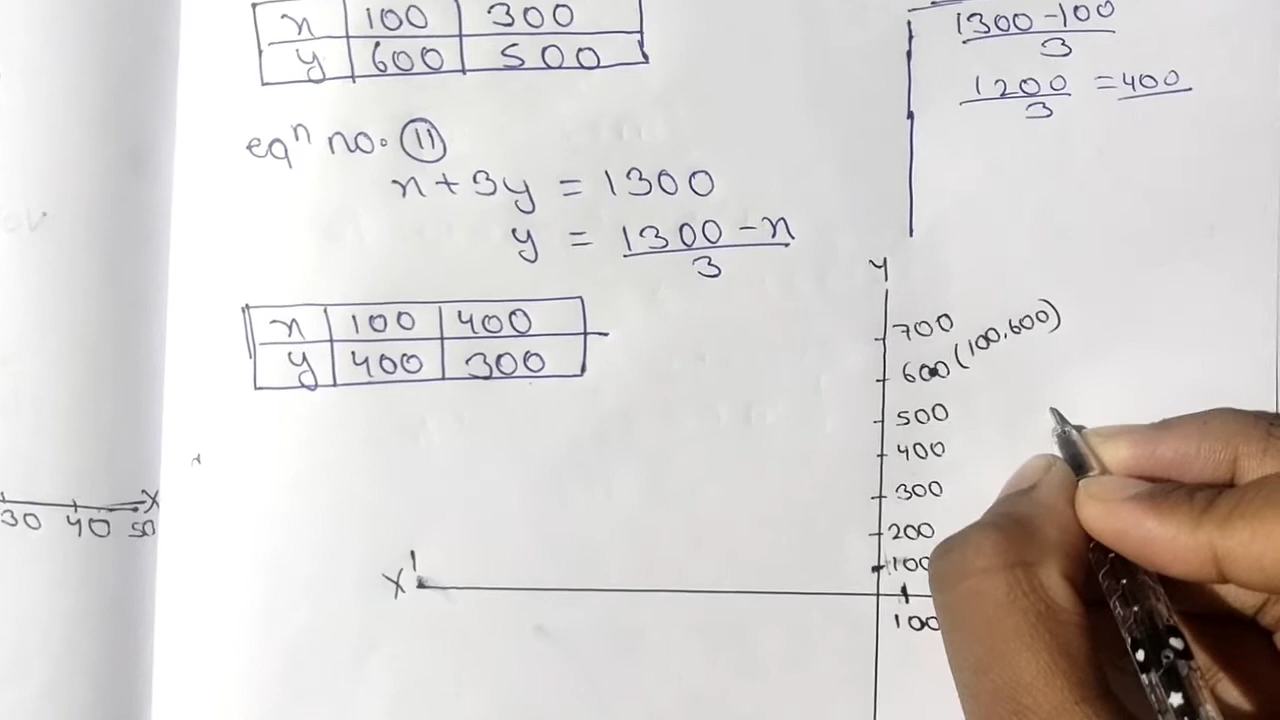 x 100 300
y 600 500
1300-100
3
1200 = 400
3
eqn no. 11
x + 3y = 1300
y = 1300 - x
3
x 100 400
y 400 300
Y
700
600 (100,600)
500
400
300
200
100
X'
100
X
30 40 50